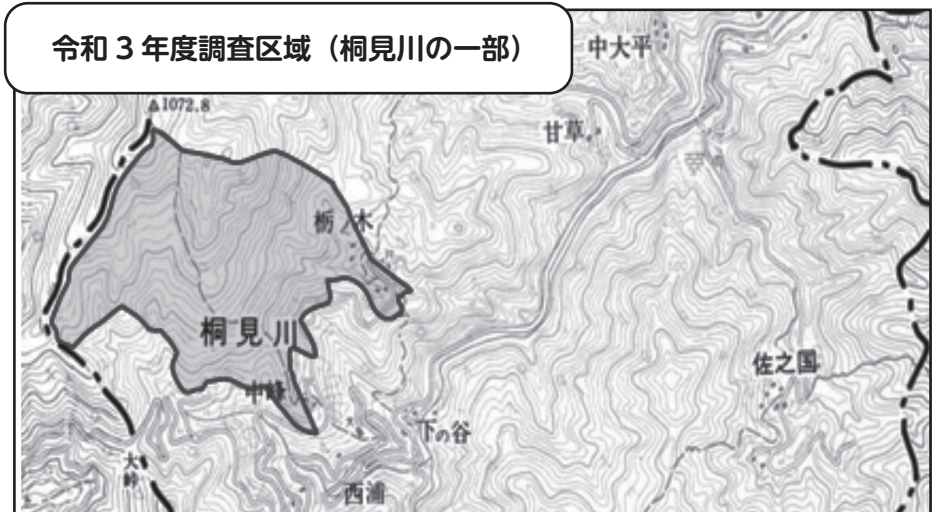 令和3年度調査区域（桐見川の一部）
中大平
1072.8
甘草
栃ノ木
桐見川
佐之国
中峰
下の谷
大峠
西浦